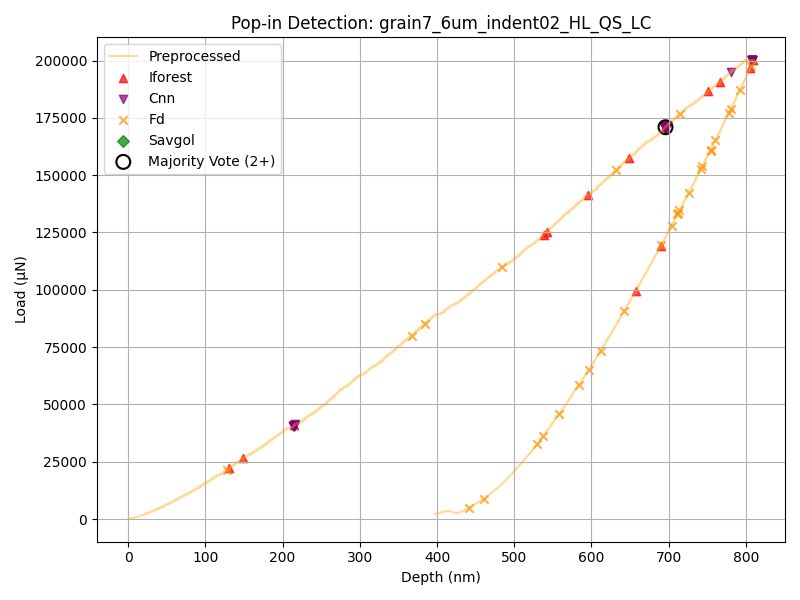 Pop-in Detection: grain7_6um_indent02_HL_QS_LC
Preprocessed
Iforest
Cnn
Fd
Savgol
Majority Vote (2+)
Load (µN)
200000
175000
150000
125000
100000
75000
50000
25000
0
0 100 200 300 400 500 600 700 800
Depth (nm)